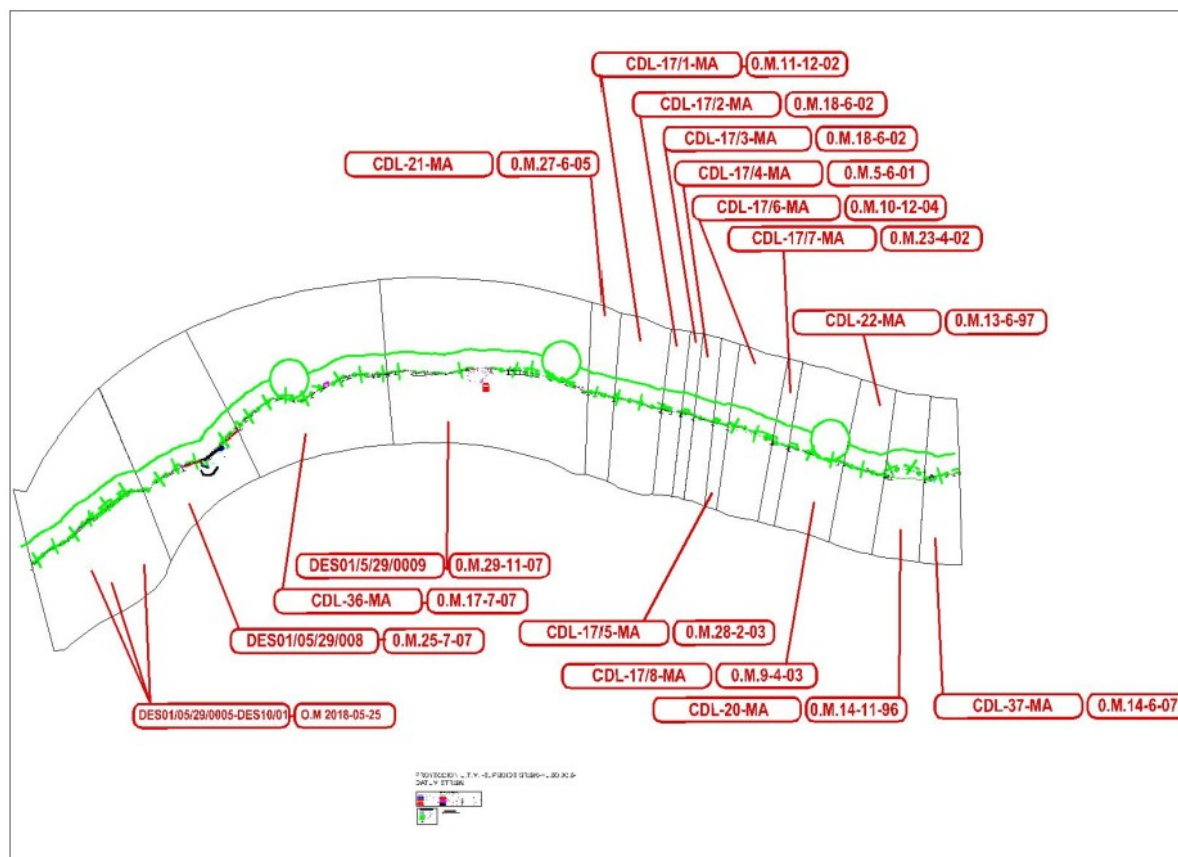 CDL-17/1-MA 0.M.11-12-02
CDL-17/2-MA 0.M.18-6-02
CDL-17/3-MA 0.M.18-6-02
CDL-21-MA 0.M.27-6-05
CDL-17/4-MA 0.M.5-6-01
CDL-17/6-MA 0.M.10-12-04
CDL-17/7-MA 0.M.23-4-02
CDL-22-MA 0.M.13-6-97
DES01/5/29/0009 0.M.29-11-07
CDL-36-MA 0.M.17-7-07
DES01/05/29/008 0.M.25-7-07
CDL-17/5-MA 0.M.28-2-03
CDL-17/8-MA 0.M.9-4-03
CDL-20-MA 0.M.14-11-96
CDL-37-MA 0.M.14-6-07
DES01/05/29/0005-DES10/01 O.M 2018-05-25